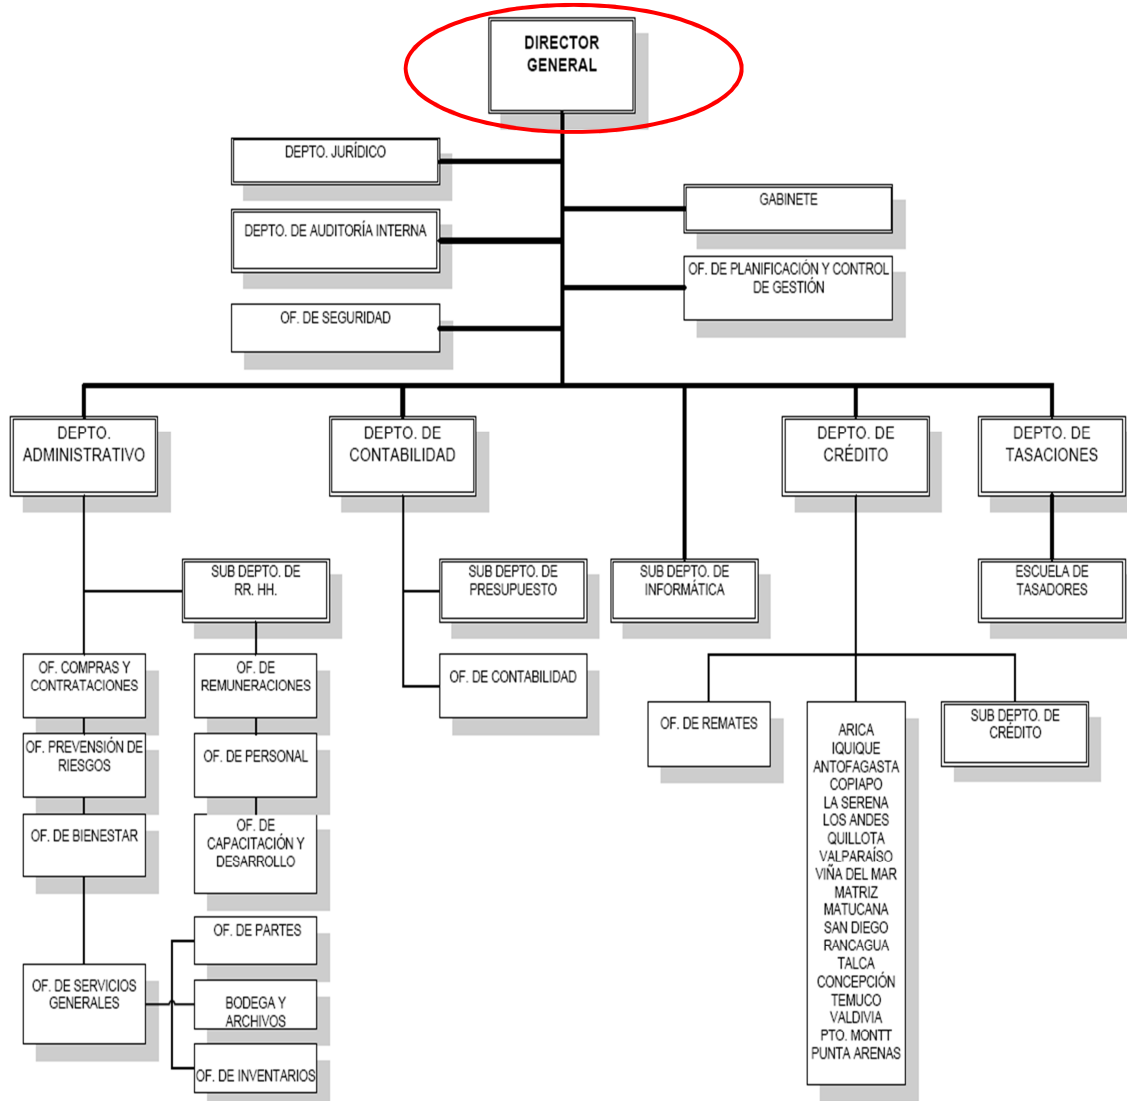 DIRECTOR
GENERAL
DEPTO. JURÍDICO
GABINETE
DEPTO. DE AUDITORÍA INTERNA
OF. DE PLANIFICACIÓN Y CONTROL
DE GESTIÓN
OF. DE SEGURIDAD
DEPTO.
ADMINISTRATIVO
DEPTO. DE
CONTABILIDAD
DEPTO. DE
CRÉDITO
DEPTO. DE
TASACIONES
SUB DEPTO. DE
RR. HH.
SUB DEPTO. DE
PRESUPUESTO
SUB DEPTO. DE
INFORMÁTICA
ESCUELA DE
TASADORES
OF. COMPRAS Y
CONTRATACIONES
OF. DE
REMUNERACIONES
OF. DE CONTABILIDAD
OF. PREVENSIÓN DE
RIESGOS
OF. DE PERSONAL
OF. DE REMATES
ARICA
IQUIQUE
ANTOFAGASTA
COPIAPO
LA SERENA
LOS ANDES
QUILLOTA
VALPARAÍSO
VIÑA DEL MAR
MATRIZ
MATUCANA
SAN DIEGO
RANCAGUA
TALCA
CONCEPCIÓN
TEMUCO
VALDIVIA
PTO. MONTT
PUNTA ARENAS
SUB DEPTO. DE
CRÉDITO
OF. DE BIENESTAR
OF. DE
CAPACITACIÓN Y
DESARROLLO
OF. DE PARTES
OF. DE SERVICIOS
GENERALES
BODEGA Y
ARCHIVOS
OF. DE INVENTARIOS